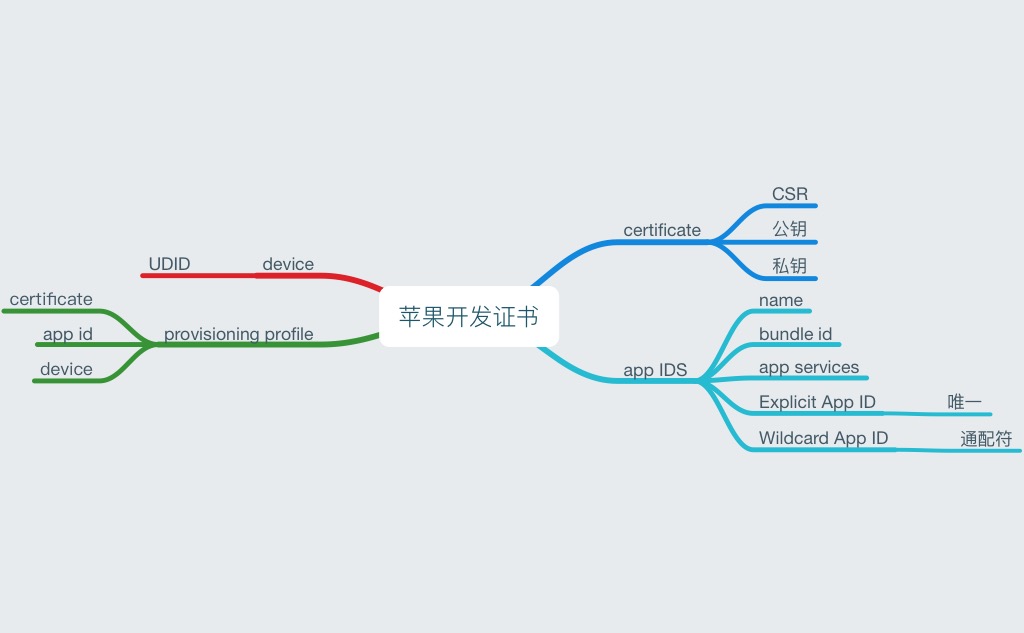 苹果开发证书
certificate
CSR
公钥
私钥
app IDS
name
bundle id
app services
Explicit App ID
唯一
Wildcard App ID
通配符
device
UDID
provisioning profile
certificate
app id
device